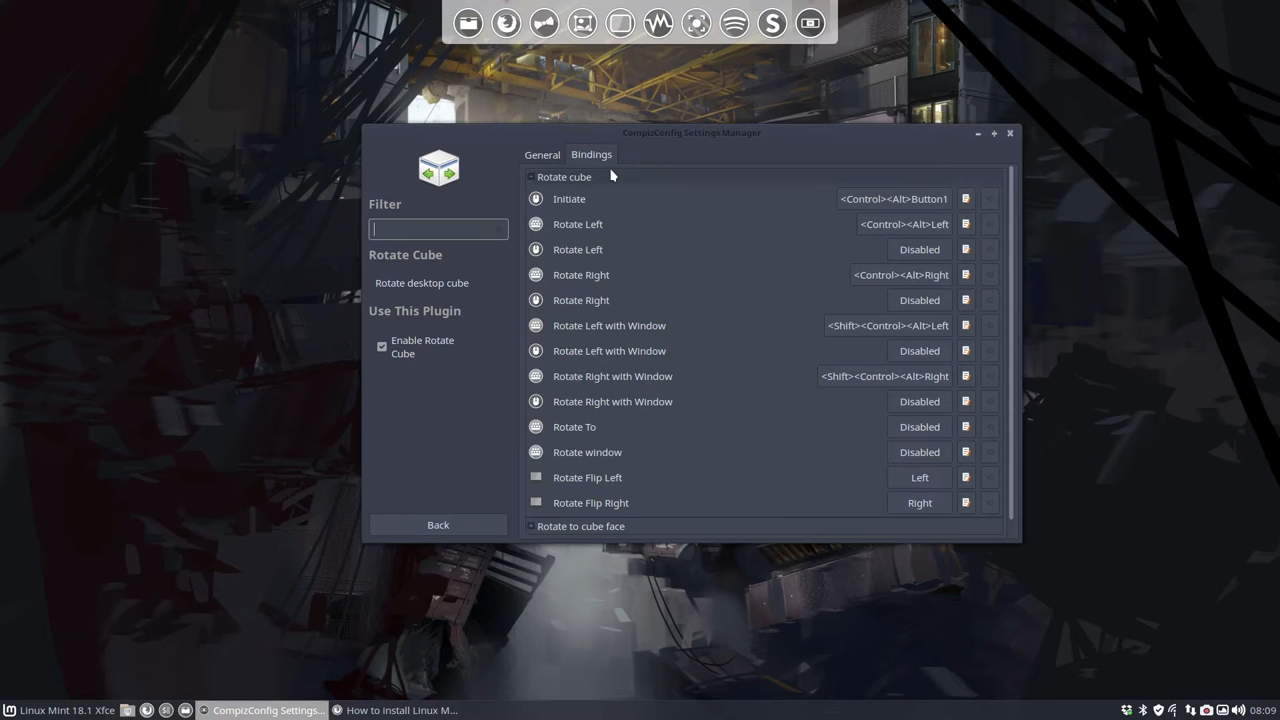 CompizConfig Settings Manager
General
Bindings
Filter
Rotate Cube
Rotate desktop cube
Use This Plugin
Enable Rotate
Cube
Back
Rotate cube
Initiate <Control><Alt>Button1
Rotate Left <Control><Alt>Left
Rotate Left Disabled
Rotate Right <Control><Alt>Right
Rotate Right Disabled
Rotate Left with Window <Shift><Control><Alt>Left
Rotate Left with Window Disabled
Rotate Right with Window <Shift><Control><Alt>Right
Rotate Right with Window Disabled
Rotate To Disabled
Rotate window Disabled
Rotate Flip Left Left
Rotate Flip Right Right
Rotate to cube face
Linux Mint 18.1 Xfce CompizConfig Settings... How to install Linux M... 08:09